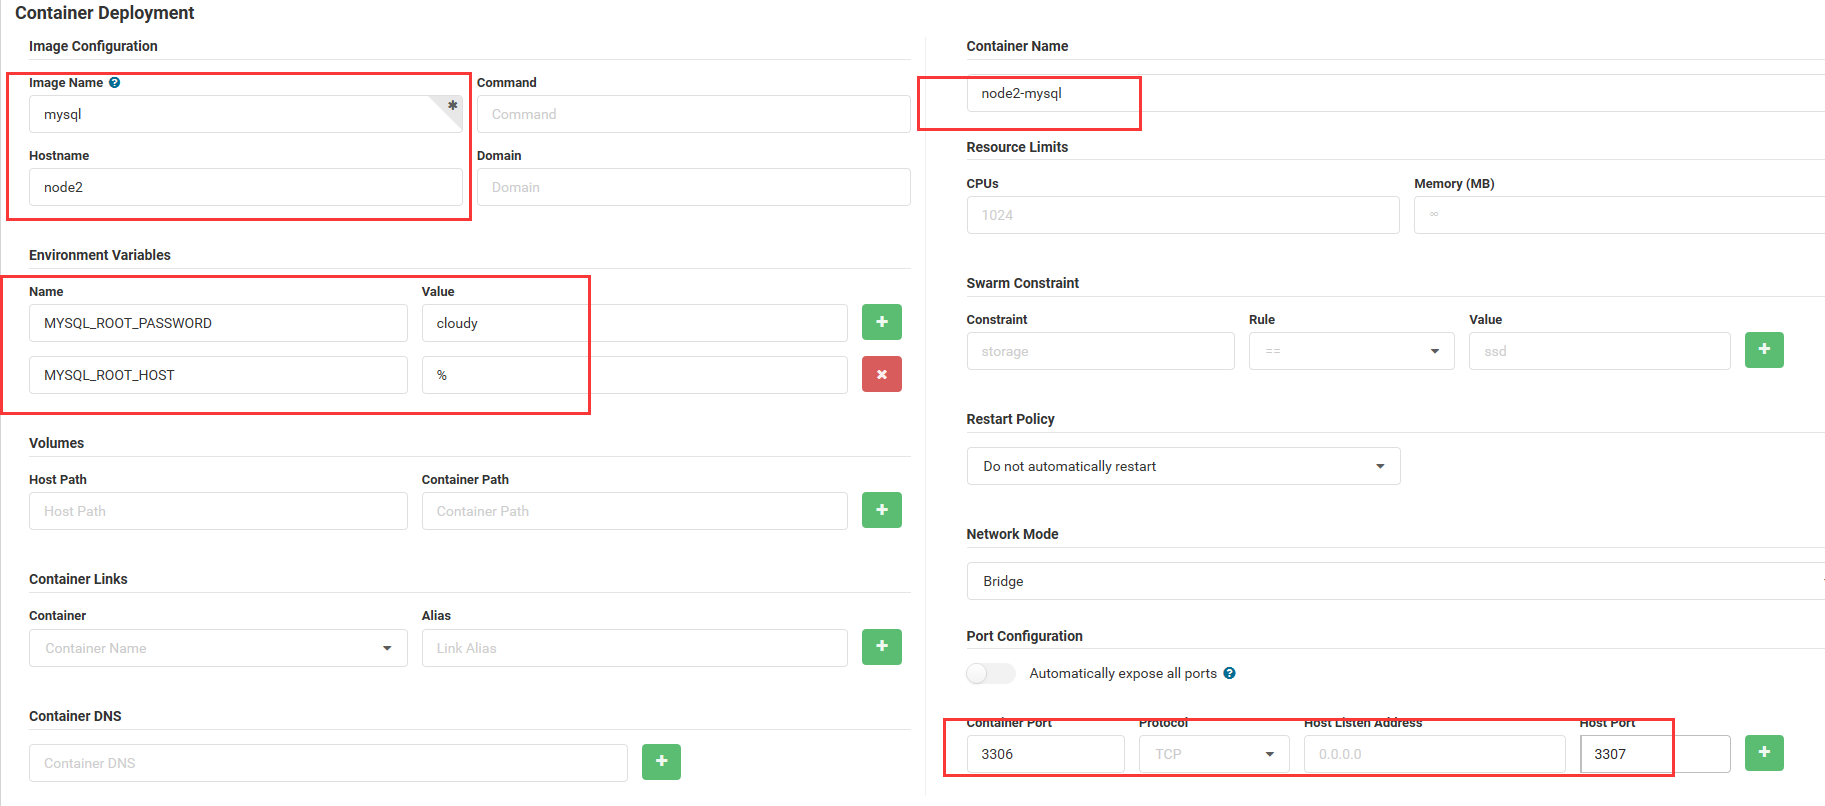 Container Deployment
Image Configuration
Image Name ?
mysql *
Command
Command
Hostname
node2
Domain
Domain
Environment Variables
Name Value
MYSQL_ROOT_PASSWORD cloudy
MYSQL_ROOT_HOST %
Volumes
Host Path Container Path
Host Path Container Path
Container Links
Container Alias
Container Name Link Alias
Container DNS
Container DNS
Container Name
node2-mysql
Resource Limits
CPUs Memory (MB)
1024 ∞
Swarm Constraint
Constraint Rule Value
storage == ssd
Restart Policy
Do not automatically restart
Network Mode
Bridge
Port Configuration
Automatically expose all ports ?
Container Port Protocol Host Listen Address Host Port
3306 TCP 0.0.0.0 3307